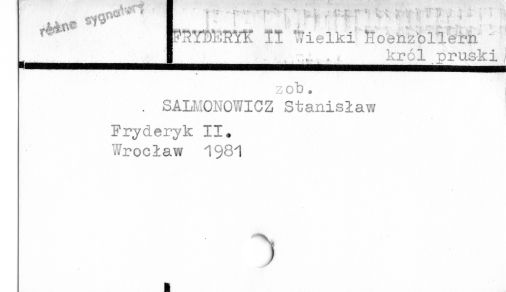 różne sygnatury
FRYDERYK II Wielki Hoenzollern
król pruski
zob.
SALMONOWICZ Stanisław
Fryderyk II.
Wrocław 1981